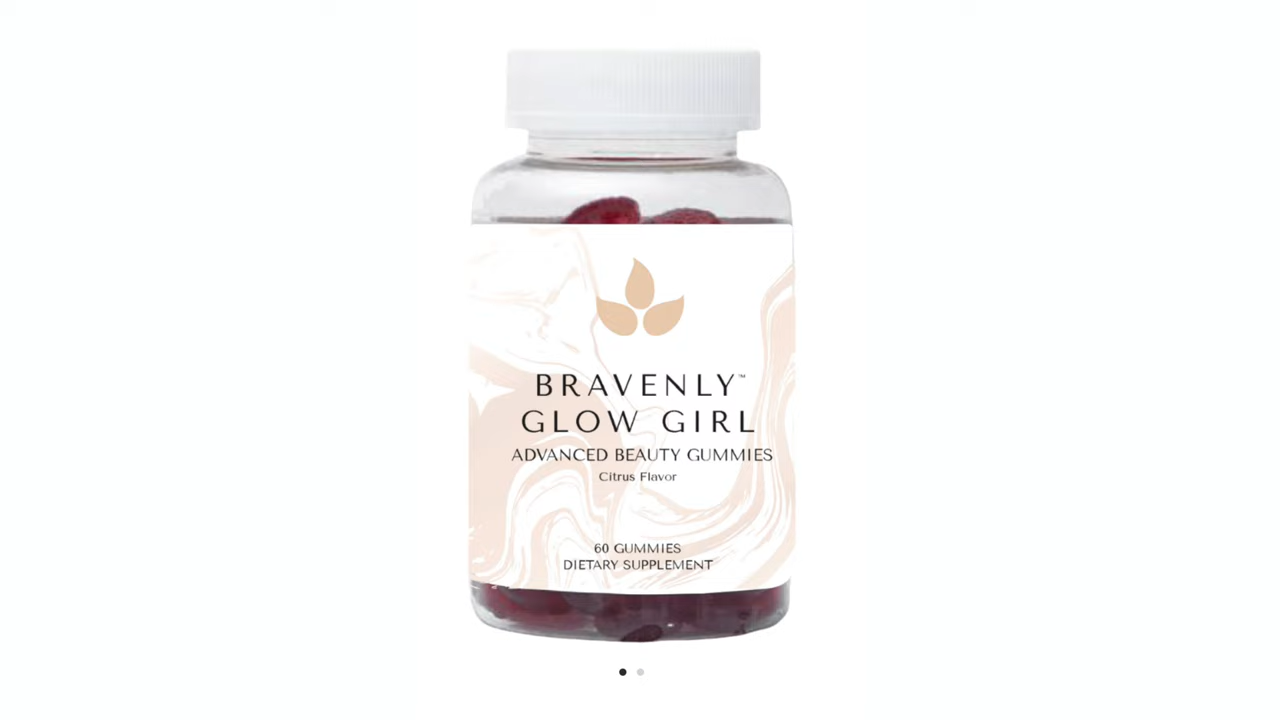 BRAVENLY™
GLOW GIRL
ADVANCED BEAUTY GUMMIES
Citrus Flavor
60 GUMMIES
DIETARY SUPPLEMENT